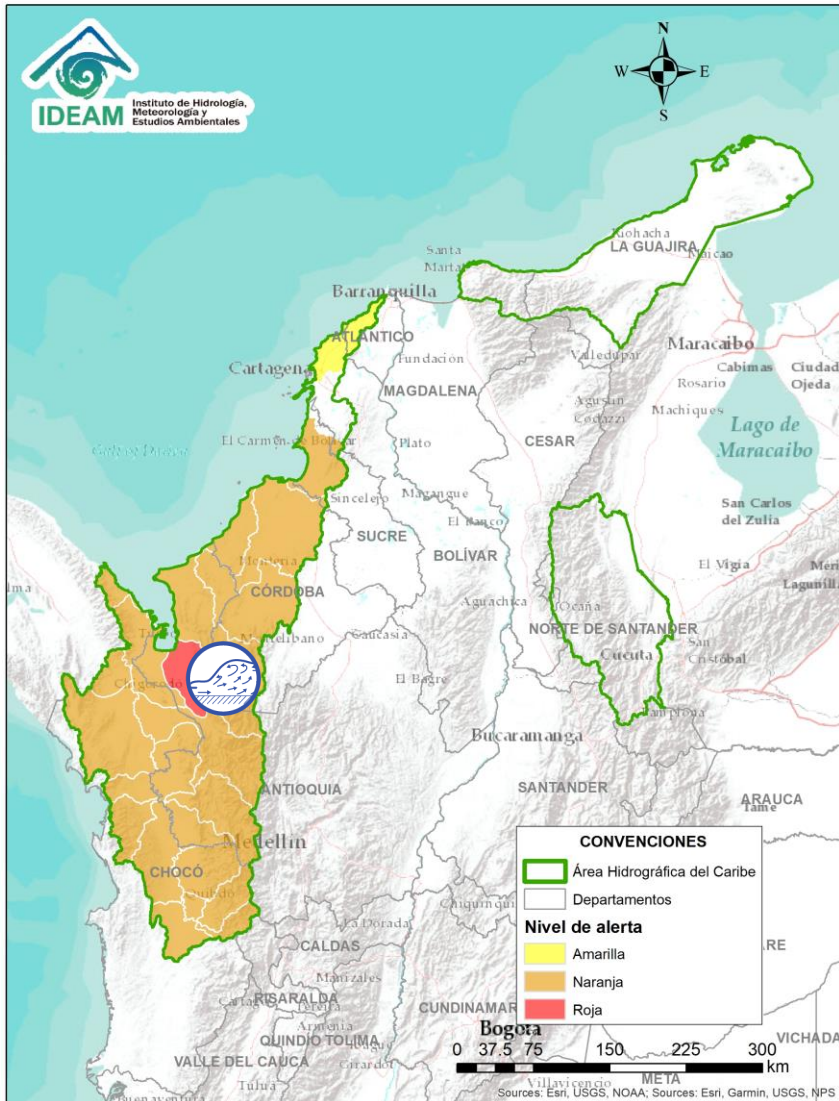 IDEAM
Instituto de Hidrología,
Meteorología y
Estudios Ambientales
N
W
E
S
Riohacha
LA GUAJIRA
Maicao
Santa
Marta
Barranquilla
ATLÁNTICO
Cartagena
Fundación
Valledupar
Maracaibo
Cabimas
Ciudad
Ojeda
Rosario
MAGDALENA
Agustín
Codazzi
Machiques
Lago de
Maracaibo
El Carmen de Bolívar
Plato
CESAR
Sincelejo
Magangue
San Carlos
del Zulia
El Banco
SUCRE
BOLÍVAR
Montería
El Vigía
CÓRDOBA
Aguachica
Ocaña
NORTE DE SANTANDER
Caucasia
San
Cristóbal
Cucuta
El Bagre
Pamplona
Bucaramanga
ANTIOQUIA
SANTANDER
ARAUCA
Tame
Medellín
CHOCÓ
Quibdó
La Dorada
CALDAS
Manizales
RISARALDA
Pereira
Armenia
QUINDÍO
TOLIMA
Girardot
CUNDINAMAR
Bogotá
VALLE DEL CAUCA
Tuluá
Buenaventura
VICHADA
META
Villavicencio
CONVENCIONES
Área Hidrográfica del Caribe
Departamentos
Nivel de alerta
Amarilla
Naranja
Roja
0 37.5 75 150 225 300
km
Sources: Esri, USGS, NOAA; Sources: Esri, Garmin, USGS, NPS